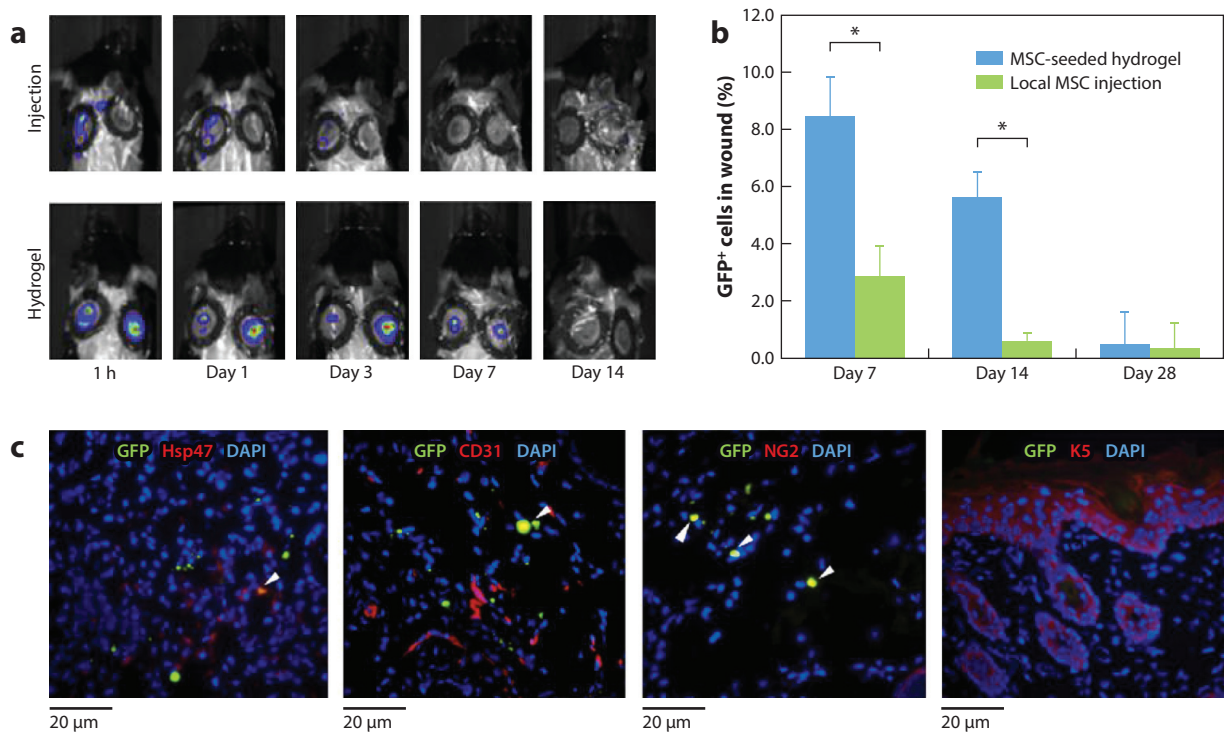 a
Injection
Hydrogel
1 h
Day 1
Day 3
Day 7
Day 14
b
GFP+ cells in wound (%)
12.0
10.0
8.0
6.0
4.0
2.0
0.0
*
*
MSC-seeded hydrogel
Local MSC injection
Day 7
Day 14
Day 28
c
GFP Hsp47 DAPI
GFP CD31 DAPI
GFP NG2 DAPI
GFP K5 DAPI
20 μm
20 μm
20 μm
20 μm